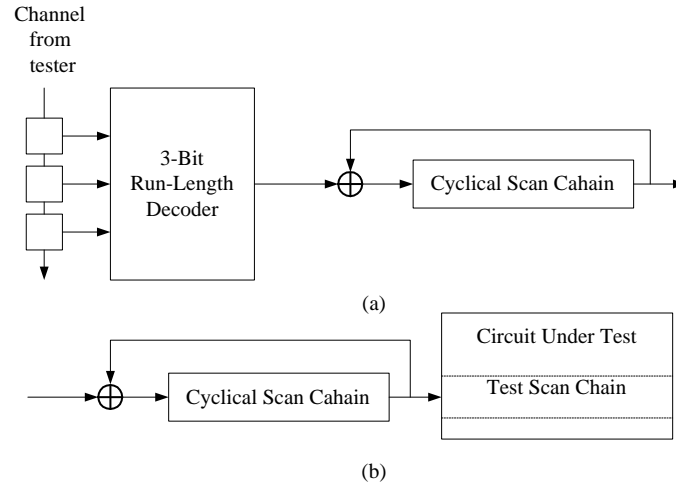 Channel
from
tester
3-Bit
Run-Length
Decoder
Cyclical Scan Cahain
(a)
Circuit Under Test
Cyclical Scan Cahain
Test Scan Chain
(b)